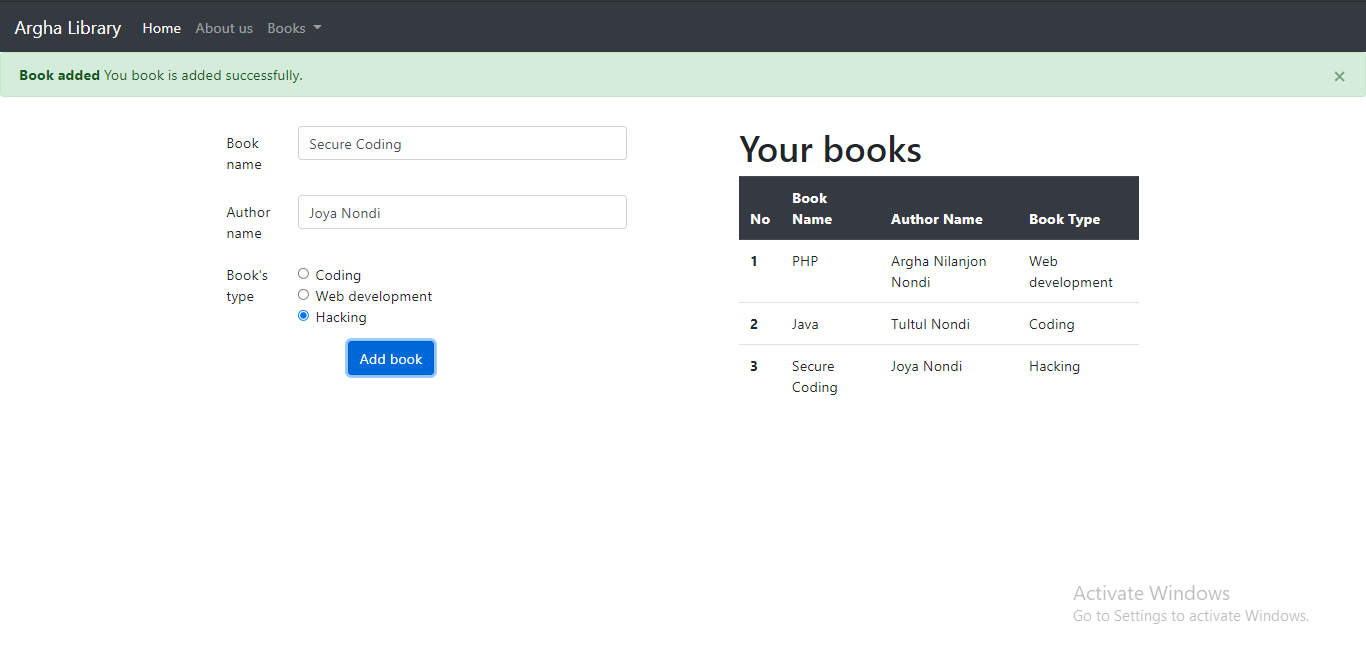 Argha Library Home About us Books
Book added You book is added successfully. ×
Book
name
Secure Coding
Author
name
Joya Nondi
Book's
type
Coding
Web development
Hacking
Add book
Your books
No Book Name Author Name Book Type
1 PHP Argha Nilanjon Nondi Web development
2 Java Tultul Nondi Coding
3 Secure Coding Joya Nondi Hacking
Activate Windows
Go to Settings to activate Windows.